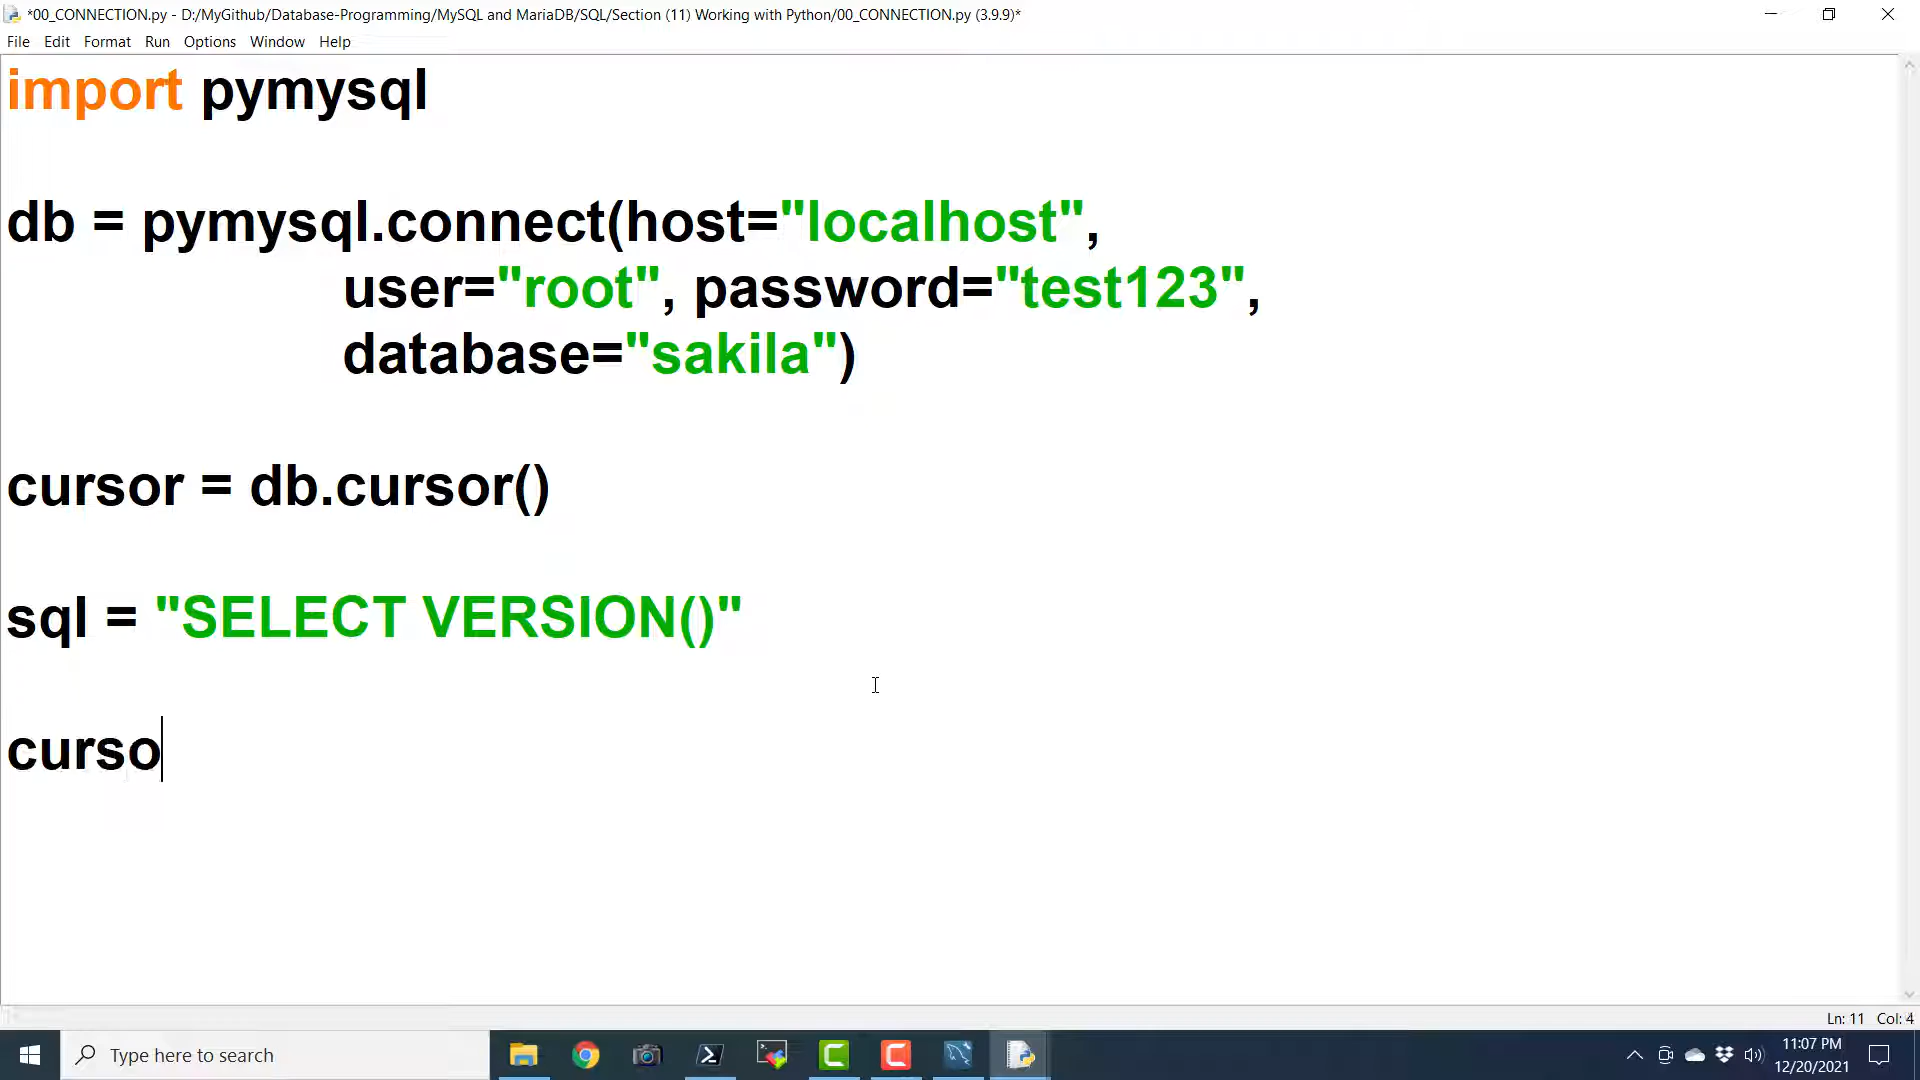 *00_CONNECTION.py - D:/MyGithub/Database-Programming/MySQL and MariaDB/SQL/Section (11) Working with Python/00_CONNECTION.py (3.9.9)*
File Edit Format Run Options Window Help
import pymysql
db = pymysql.connect(host="localhost",
user="root", password="test123",
database="sakila")
cursor = db.cursor()
sql = "SELECT VERSION()"
curso
Ln: 11 Col: 4
Type here to search
11:07 PM
12/20/2021